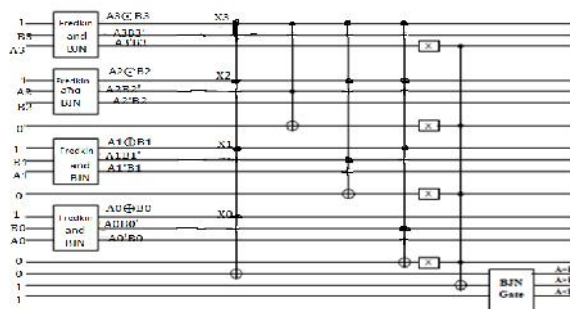 1
B3
A3
Fredkin
and
BJN
A3⊙B3
A3B3'
A3'B3
X3
X
1
A2
B2
Fredkin
and
BJN
A2⊙B2
A2B2'
A2'B2
X2
0
X
1
B1
A1
Fredkin
and
BJN
A1⊕B1
A1B1'
A1'B1
X1
0
X
1
B0
A0
Fredkin
and
BJN
A0⊕B0
A0B0'
A0'B0
X0
0
X
0
1
1
BJN
Gate